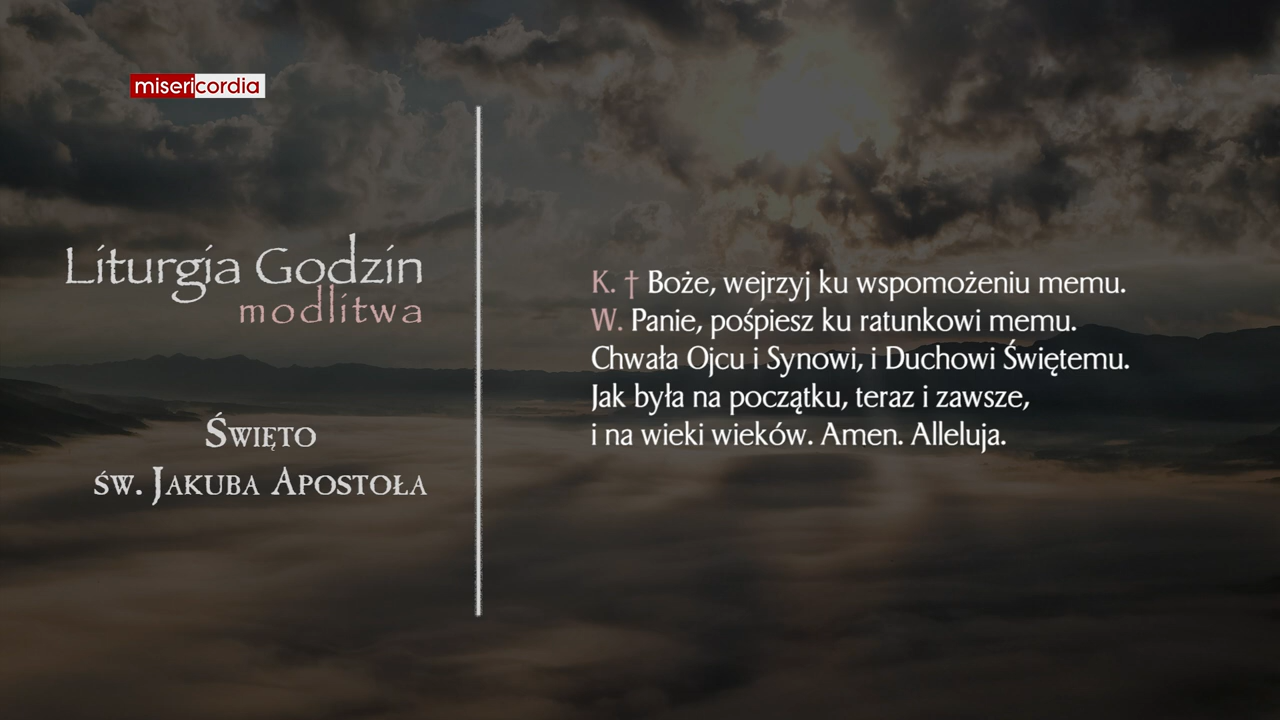 misericordia
Liturgia Godzin
modlitwa
Święto
św. Jakuba Apostoła
K. † Boże, wejrzyj ku wspomożeniu memu.
W. Panie, pośpiesz ku ratunkowi memu.
Chwała Ojcu i Synowi, i Duchowi Świętemu.
Jak była na początku, teraz i zawsze,
i na wieki wieków. Amen. Alleluja.